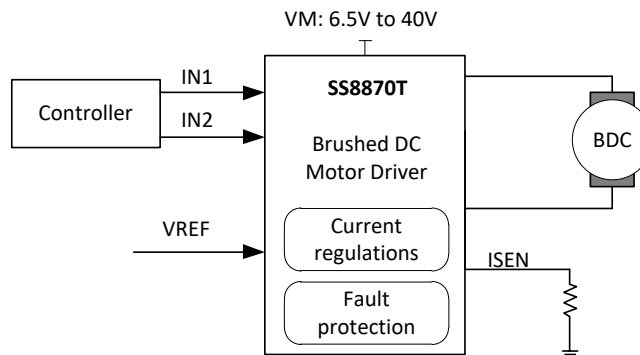 VM: 6.5V to 40V
IN1
SS8870T
Controller
IN2
Brushed DC
Motor Driver
BDC
VREF
Current
regulations
ISEN
Fault
protection